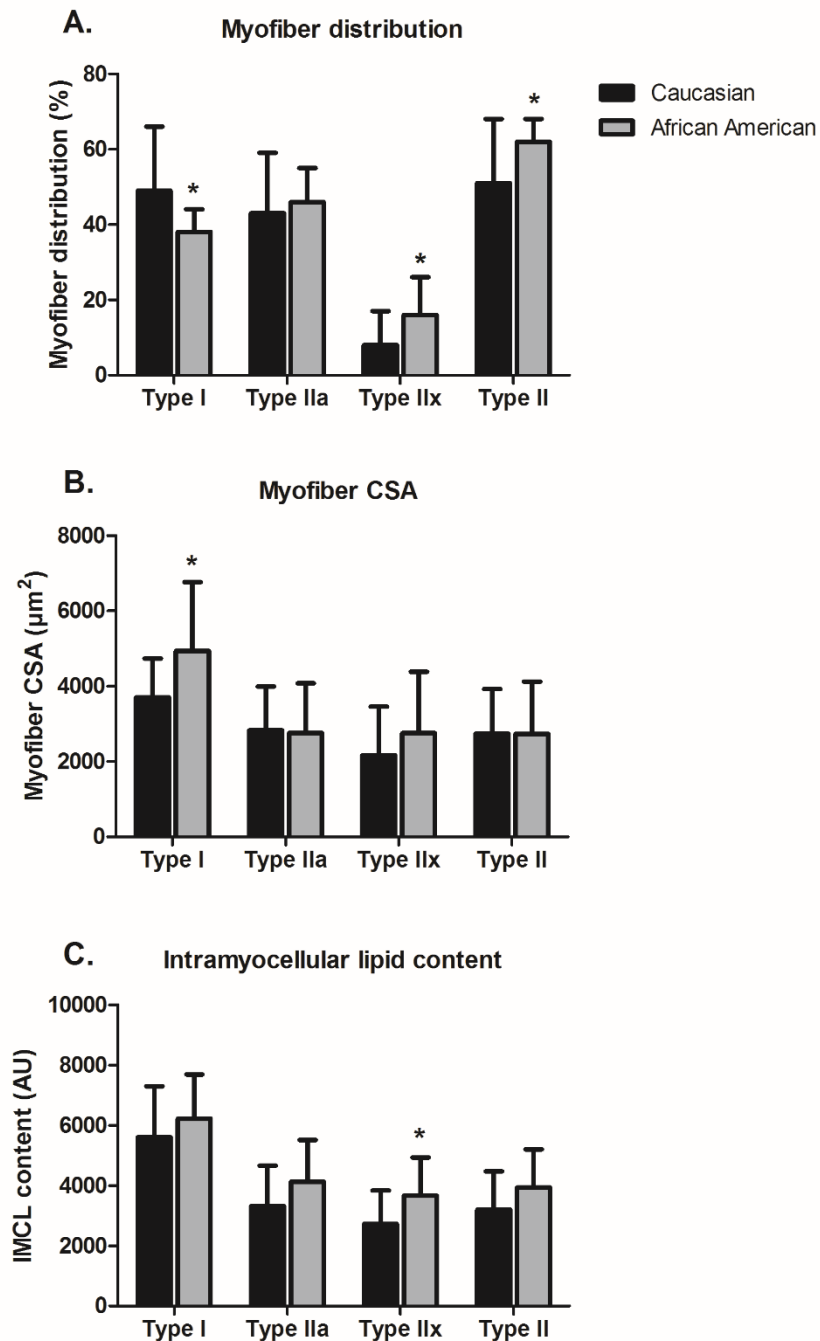 A. Myofiber distribution
Myofiber distribution (%)
80
60
40
20
0
* * *
Type I Type IIa Type IIx Type II
Caucasian
African American
B. Myofiber CSA
Myofiber CSA (µm²)
8000
6000
4000
2000
0
*
Type I Type IIa Type IIx Type II
C. Intramyocellular lipid content
IMCL content (AU)
10000
8000
6000
4000
2000
0
*
Type I Type IIa Type IIx Type II